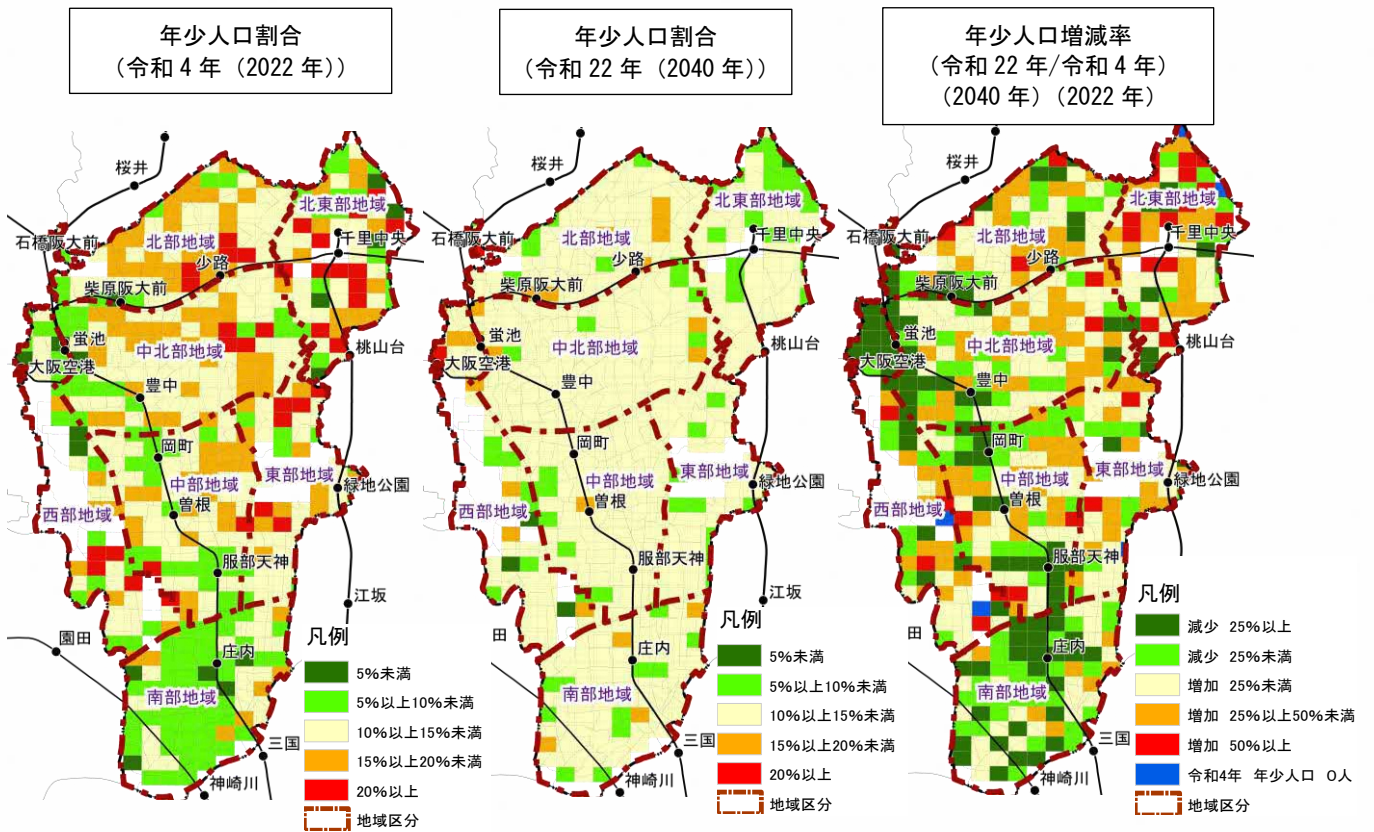 年少人口割合
（令和 4 年（2022 年））
年少人口割合
（令和 22 年（2040 年））
年少人口増減率
（令和 22 年/令和 4 年）
（2040 年）（2022 年）
桜井
北東部地域
石橋阪大前
北部地域
千里中央
少路
柴原阪大前
蛍池
中北部地域
桃山台
大阪空港
豊中
岡町
中部地域
東部地域
緑地公園
西部地域
曽根
服部天神
江坂
園田
庄内
南部地域
三国
神崎川
凡例
5%未満
5%以上10%未満
10%以上15%未満
15%以上20%未満
20%以上
地域区分
桜井
北東部地域
石橋阪大前
北部地域
千里中央
少路
柴原阪大前
蛍池
中北部地域
桃山台
大阪空港
豊中
岡町
中部地域
東部地域
緑地公園
西部地域
曽根
服部天神
江坂
田
庄内
南部地域
三国
神崎川
凡例
5%未満
5%以上10%未満
10%以上15%未満
15%以上20%未満
20%以上
地域区分
桜井
北東部地域
石橋阪大前
北部地域
千里中央
少路
柴原阪大前
蛍池
中北部地域
桃山台
大阪空港
豊中
岡町
中部地域
東部地域
緑地公園
西部地域
曽根
服部天神
江坂
田
庄内
南部地域
三国
神崎川
凡例
減少 25%以上
減少 25%未満
増加 25%未満
増加 25%以上50%未満
増加 50%以上
令和4年 年少人口 0人
地域区分